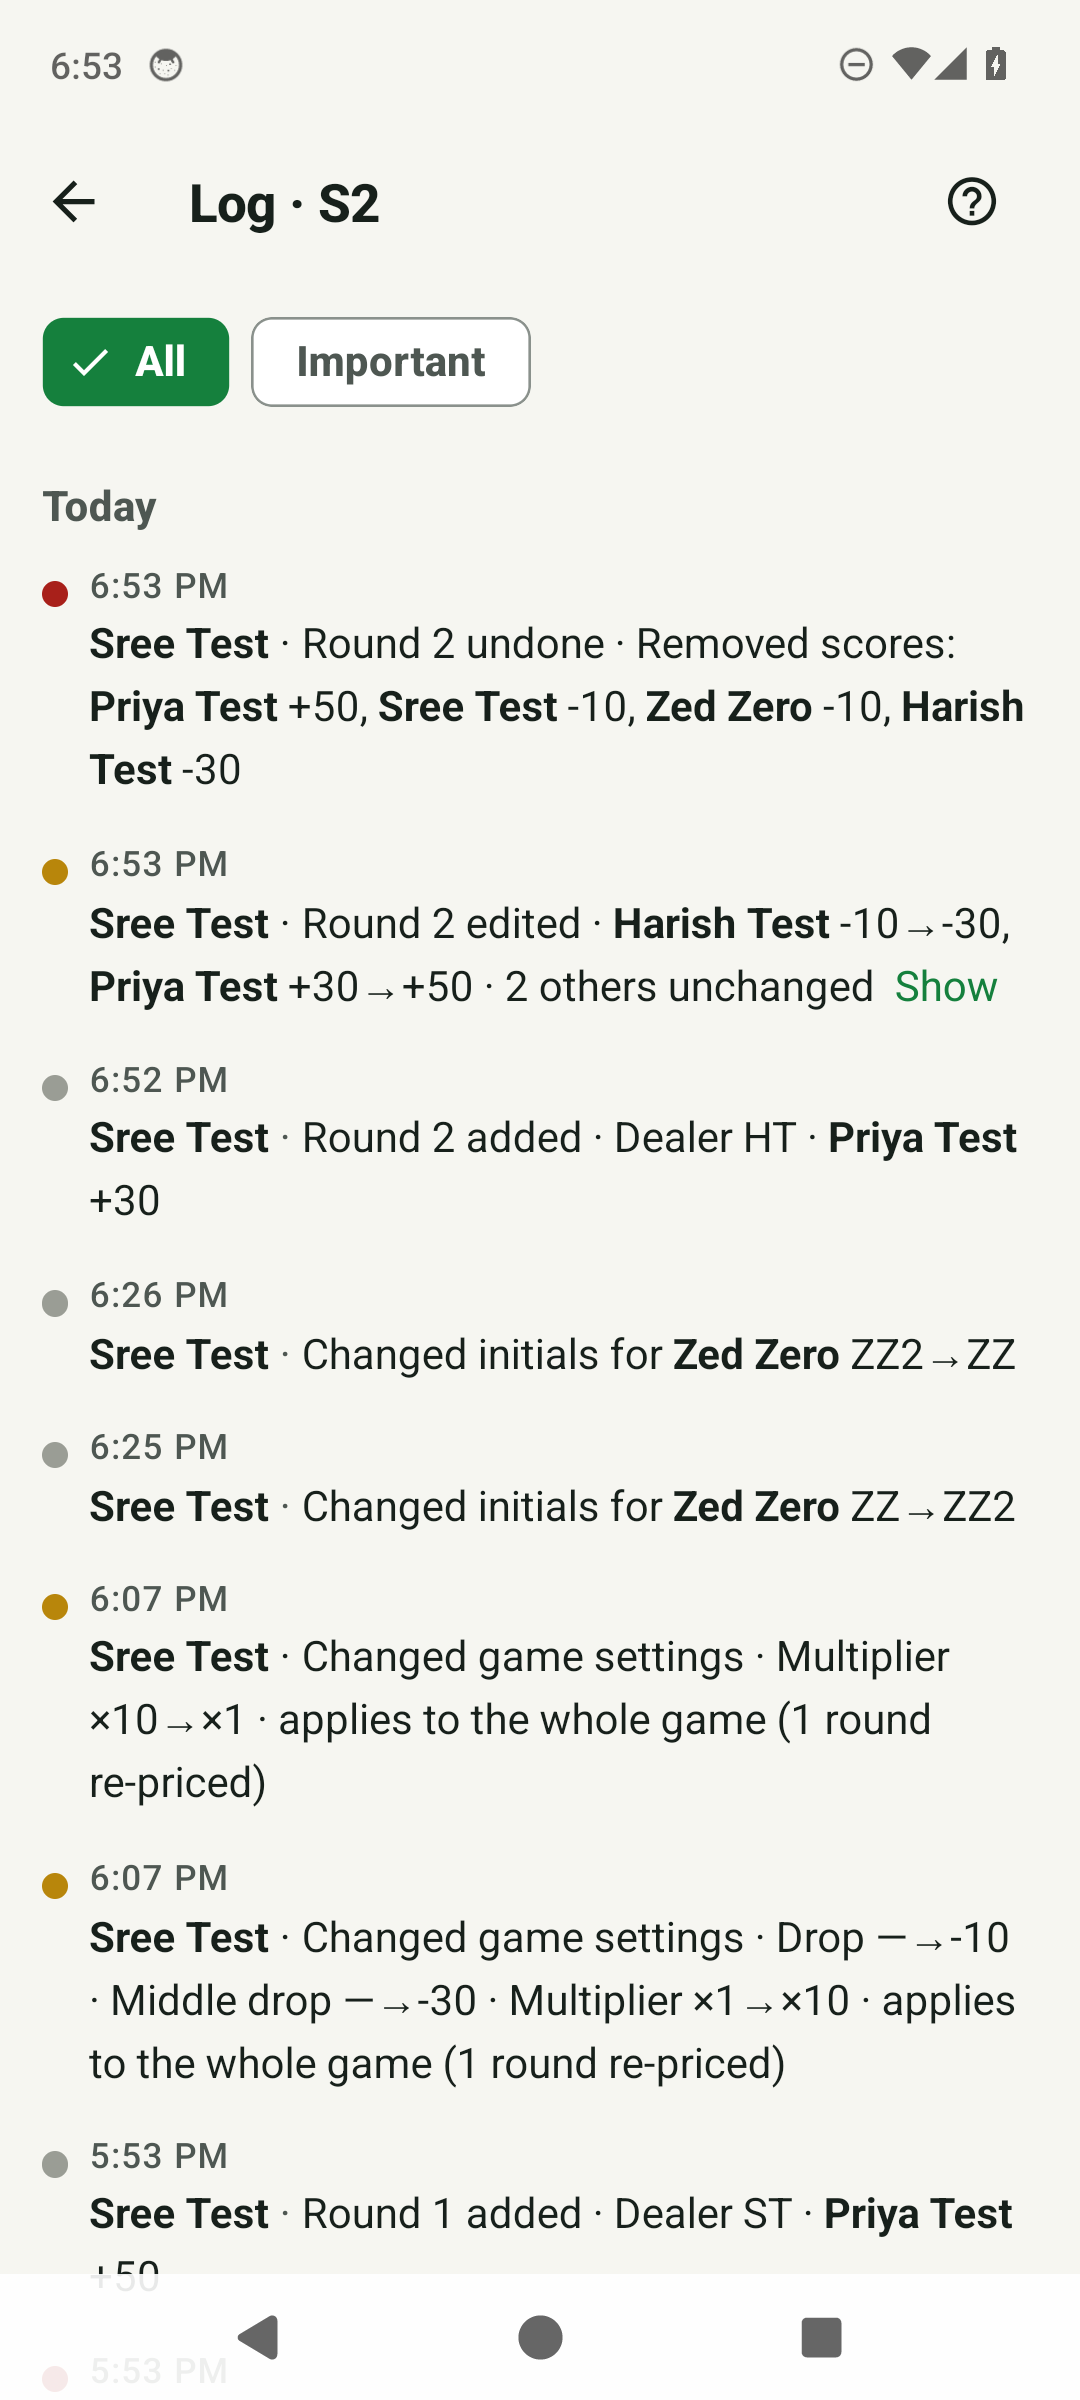 6:53
Log · S2
All
Important
Today
6:53 PM
Sree Test · Round 2 undone · Removed scores:
Priya Test +50, Sree Test -10, Zed Zero -10, Harish
Test -30
6:53 PM
Sree Test · Round 2 edited · Harish Test -10→-30,
Priya Test +30→+50 · 2 others unchanged Show
6:52 PM
Sree Test · Round 2 added · Dealer HT · Priya Test
+30
6:26 PM
Sree Test · Changed initials for Zed Zero ZZ2→ZZ
6:25 PM
Sree Test · Changed initials for Zed Zero ZZ→ZZ2
6:07 PM
Sree Test · Changed game settings · Multiplier
×10→×1 · applies to the whole game (1 round
re-priced)
6:07 PM
Sree Test · Changed game settings · Drop —→-10
· Middle drop —→-30 · Multiplier ×1→×10 · applies
to the whole game (1 round re-priced)
5:53 PM
Sree Test · Round 1 added · Dealer ST · Priya Test
+50
5:53 PM